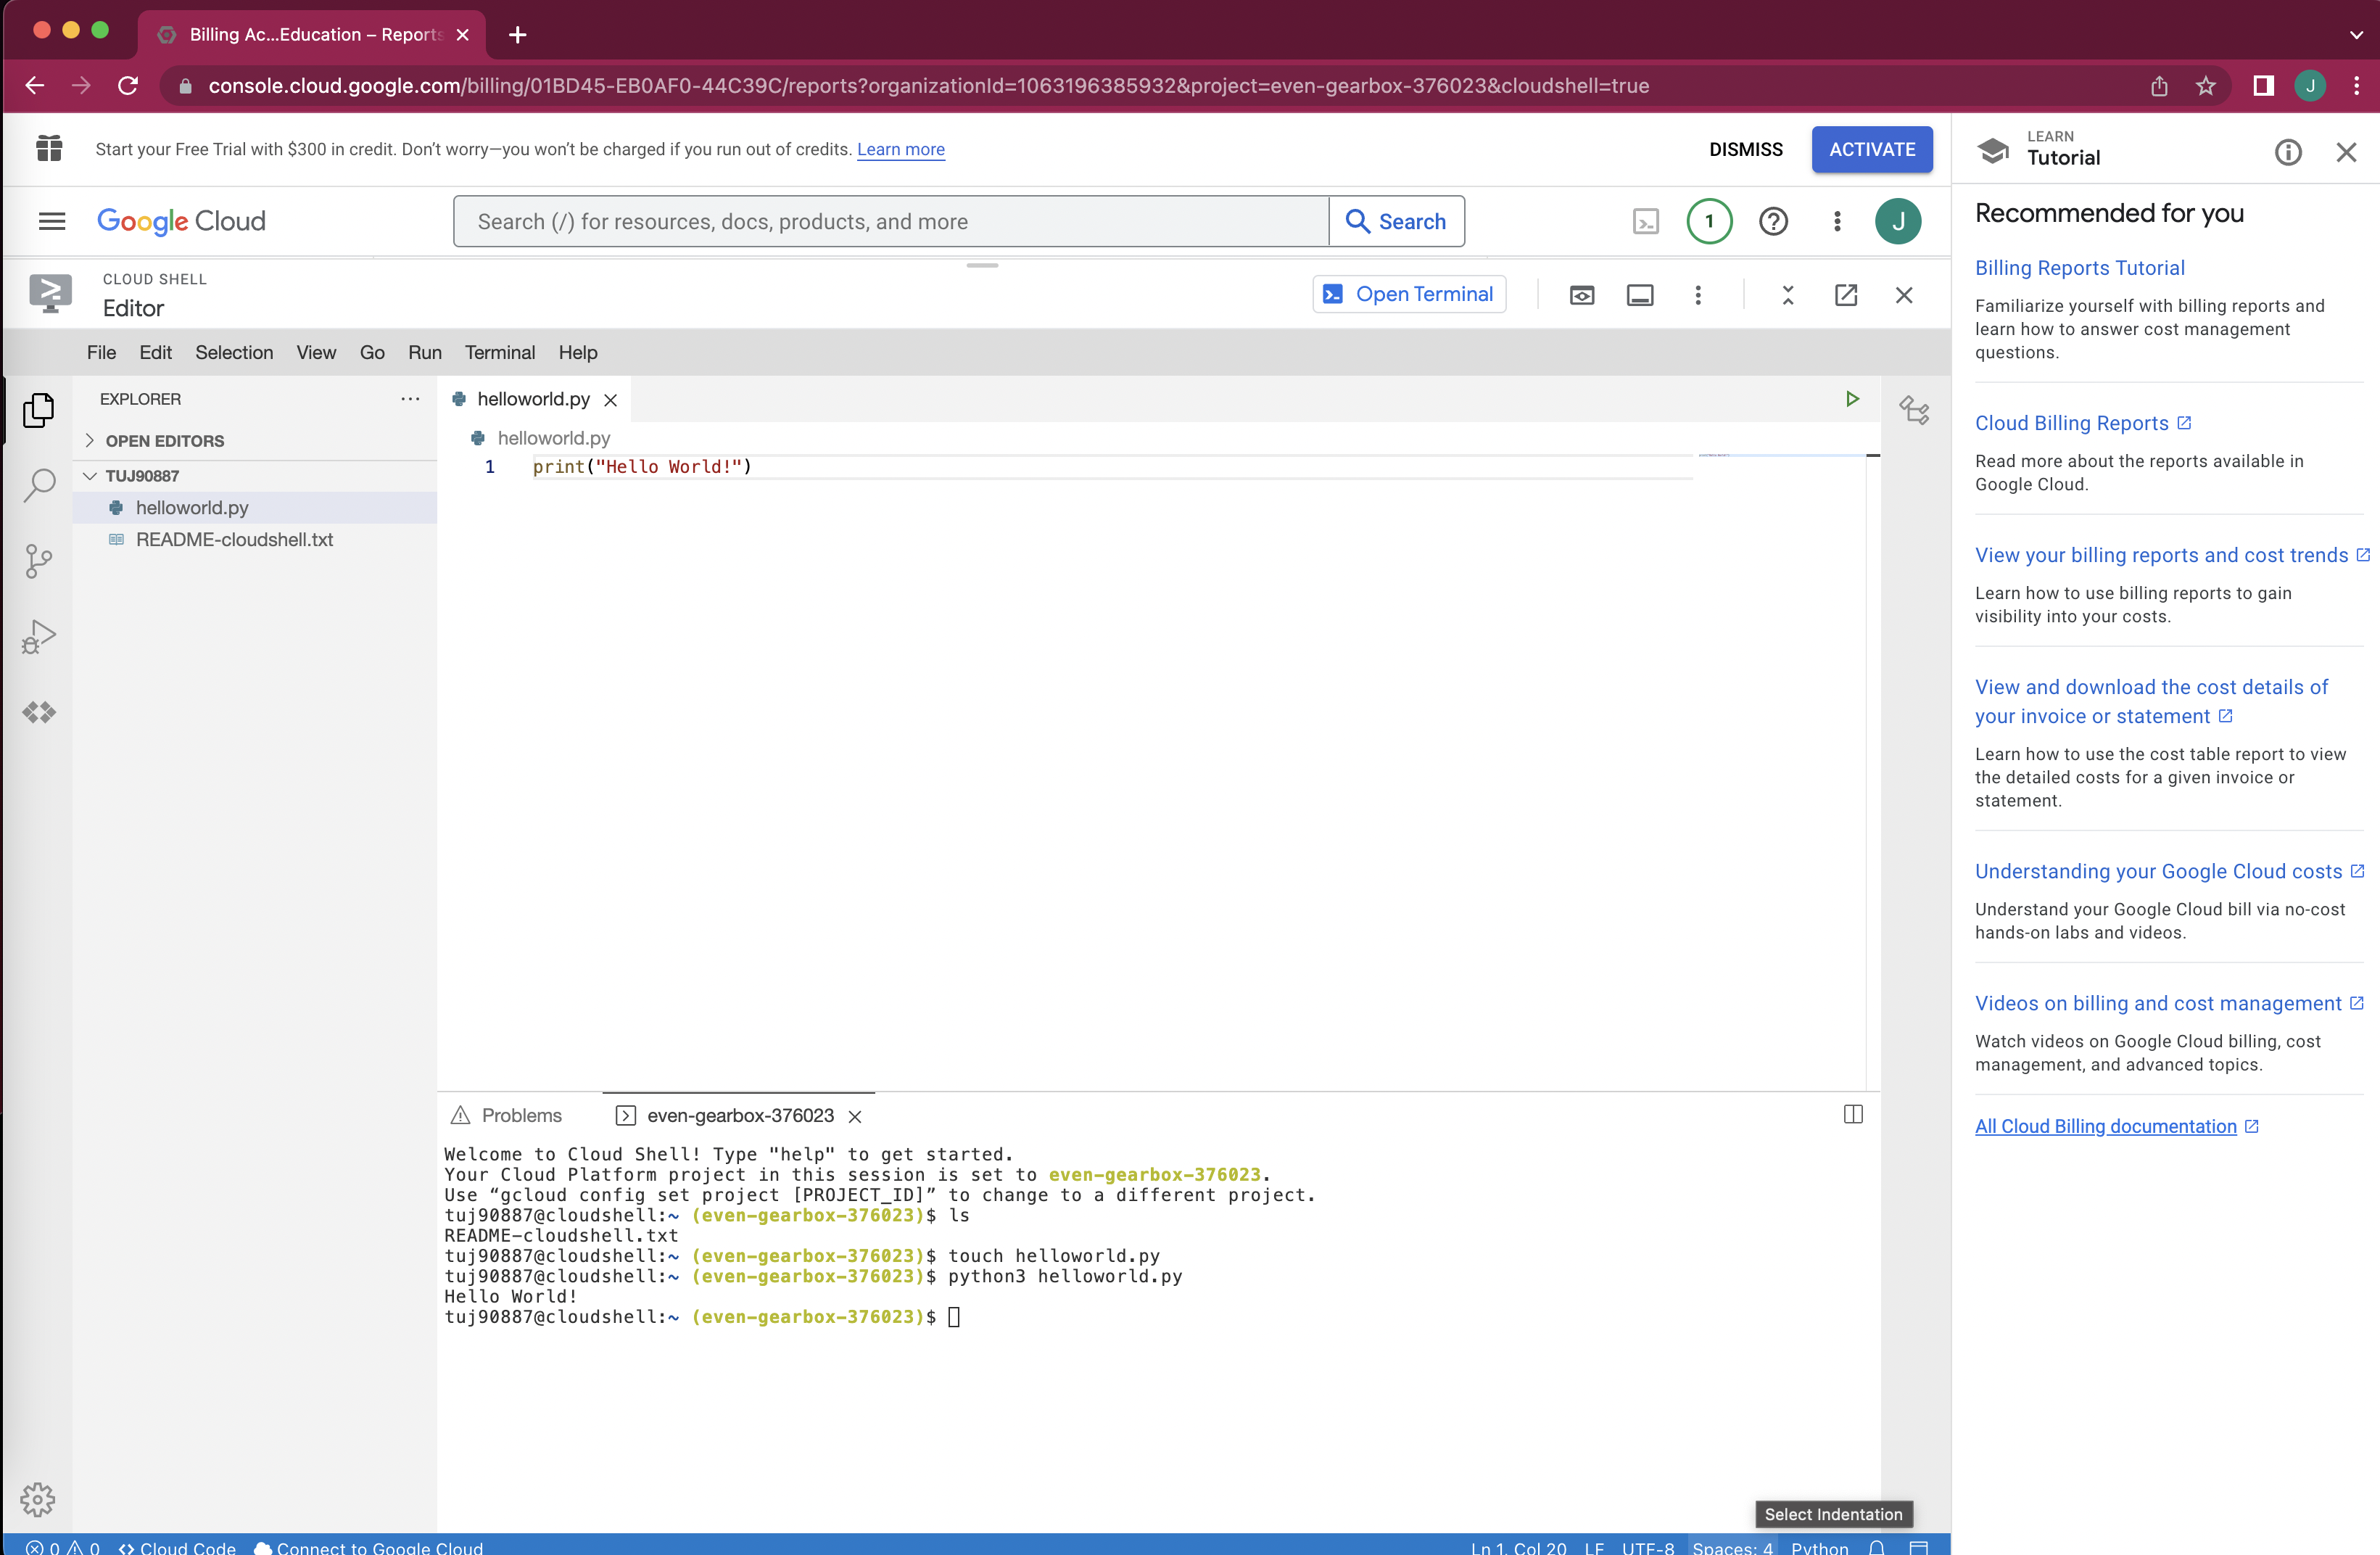 Billing Ac...Education – Reports
console.cloud.google.com/billing/01BD45-EB0AF0-44C39C/reports?organizationId=1063196385932&project=even-gearbox-376023&cloudshell=true
J
Start your Free Trial with $300 in credit. Don’t worry—you won’t be charged if you run out of credits. Learn more
DISMISS
ACTIVATE
Google Cloud
Search (/) for resources, docs, products, and more
Search
1
J
CLOUD SHELL
Editor
Open Terminal
File Edit Selection View Go Run Terminal Help
EXPLORER
OPEN EDITORS
TUJ90887
helloworld.py
README-cloudshell.txt
helloworld.py
helloworld.py
1 print("Hello World!")
Problems
even-gearbox-376023
Welcome to Cloud Shell! Type "help" to get started.
Your Cloud Platform project in this session is set to even-gearbox-376023.
Use “gcloud config set project [PROJECT_ID]” to change to a different project.
tuj90887@cloudshell:~ (even-gearbox-376023)$ ls
README-cloudshell.txt
tuj90887@cloudshell:~ (even-gearbox-376023)$ touch helloworld.py
tuj90887@cloudshell:~ (even-gearbox-376023)$ python3 helloworld.py
Hello World!
tuj90887@cloudshell:~ (even-gearbox-376023)$
Select Indentation
0 0 Cloud Code Connect to Google Cloud
Ln 1, Col 20 LF UTF-8 Spaces: 4 Python
LEARN
Tutorial
Recommended for you
Billing Reports Tutorial
Familiarize yourself with billing reports and
learn how to answer cost management
questions.
Cloud Billing Reports
Read more about the reports available in
Google Cloud.
View your billing reports and cost trends
Learn how to use billing reports to gain
visibility into your costs.
View and download the cost details of
your invoice or statement
Learn how to use the cost table report to view
the detailed costs for a given invoice or
statement.
Understanding your Google Cloud costs
Understand your Google Cloud bill via no-cost
hands-on labs and videos.
Videos on billing and cost management
Watch videos on Google Cloud billing, cost
management, and advanced topics.
All Cloud Billing documentation